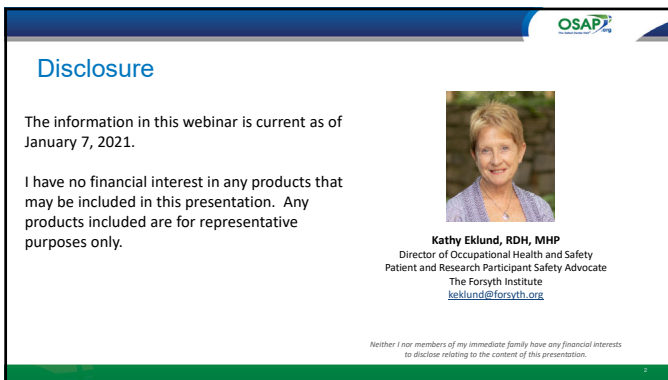 OSAP
.org
Disclosure
The information in this webinar is current as of
January 7, 2021.
I have no financial interest in any products that
may be included in this presentation.  Any
products included are for representative
purposes only.
Kathy Eklund, RDH, MHP
Director of Occupational Health and Safety
Patient and Research Participant Safety Advocate
The Forsyth Institute
keklund@forsyth.org
Neither I nor members of my immediate family have any financial interests
to disclose relating to the content of this presentation.
2